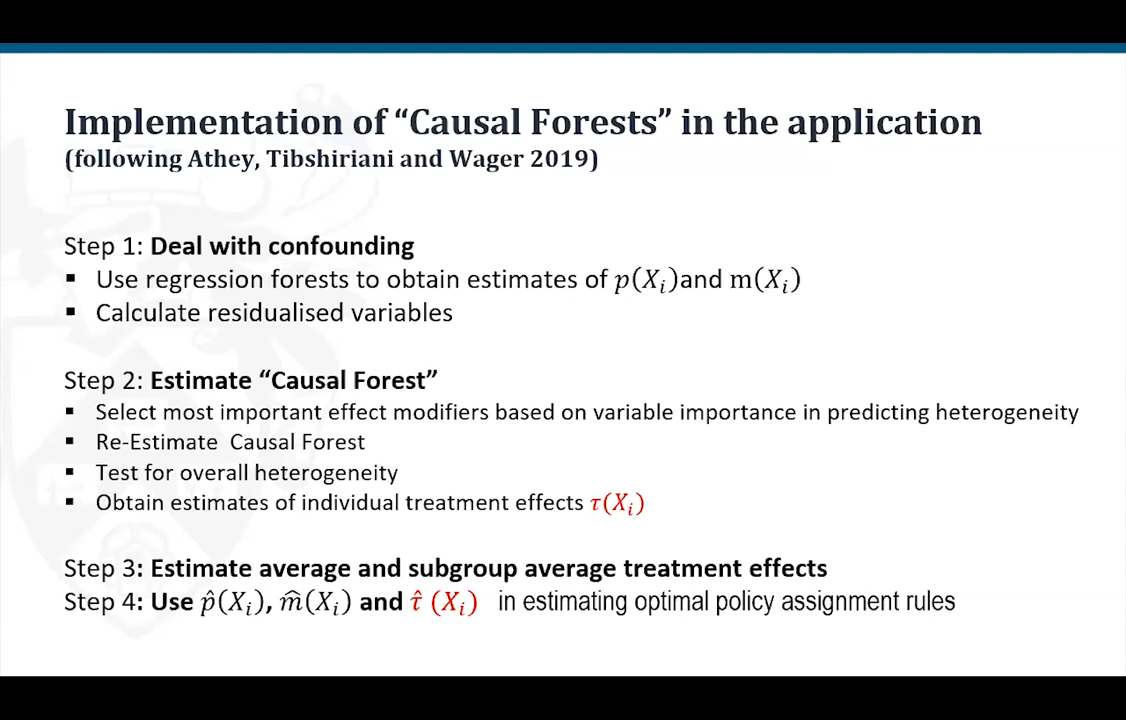 Implementation of “Causal Forests” in the application
(following Athey, Tibshiriani and Wager 2019)
Step 1: Deal with confounding
▪ Use regression forests to obtain estimates of p(Xᵢ)and m(Xᵢ)
▪ Calculate residualised variables
Step 2: Estimate “Causal Forest”
▪ Select most important effect modifiers based on variable importance in predicting heterogeneity
▪ Re-Estimate Causal Forest
▪ Test for overall heterogeneity
▪ Obtain estimates of individual treatment effects τ(Xᵢ)
Step 3: Estimate average and subgroup average treatment effects
Step 4: Use p̂(Xᵢ), m̂(Xᵢ) and τ̂ (Xᵢ) in estimating optimal policy assignment rules